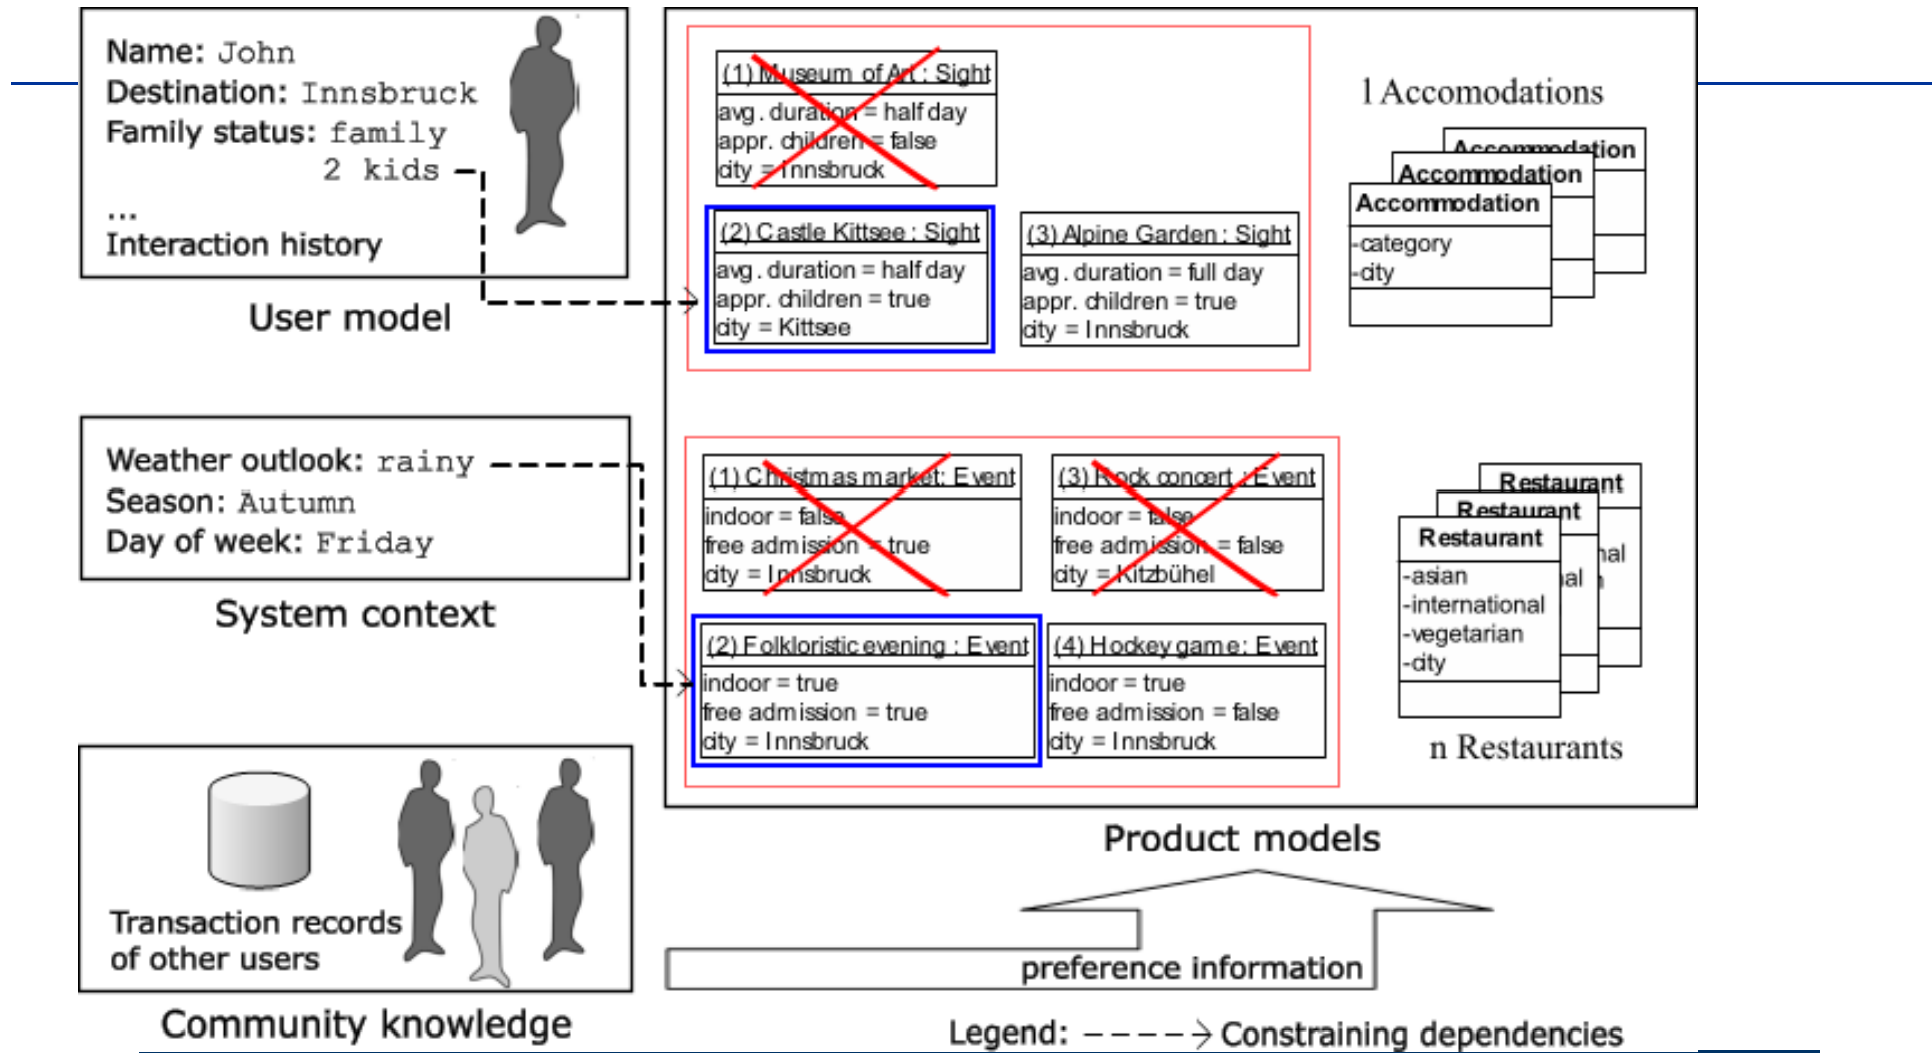 Name: John
Destination: Innsbruck
Family status: family
2 kids
...
Interaction history
User model
Weather outlook: rainy
Season: Autumn
Day of week: Friday
System context
Transaction records
of other users
Community knowledge
(1) Museum of Art : Sight
avg. duration = half day
appr. children = false
city = Innsbruck
(2) Castle Kittsee : Sight
avg. duration = half day
appr. children = true
city = Kittsee
(3) Alpine Garden : Sight
avg. duration = full day
appr. children = true
city = Innsbruck
l Accomodations
Accommodation
Accommodation
Accommodation
-category
-city
(1) Christmas market: Event
indoor = false
free admission = true
city = Innsbruck
(3) Rock concert : Event
indoor = false
free admission = false
city = Kitzbühel
(2) Folkloristic evening : Event
indoor = true
free admission = true
city = Innsbruck
(4) Hockey game: Event
indoor = true
free admission = false
city = Innsbruck
Restaurant
Restaurant
Restaurant
-asian
-international
-vegetarian
-city
n Restaurants
Product models
preference information
Legend: Constraining dependencies